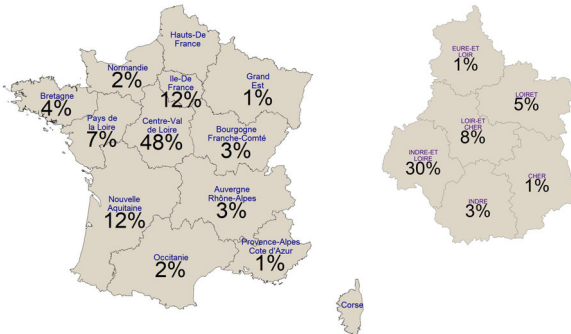 Hauts-De
France
Normandie
2%
Ile-De
France
12%
Grand
Est
1%
Bretagne
4%
Pays de
la Loire
7%
Centre-Val
de Loire
48%
Bourgogne
Franche-Comté
3%
Nouvelle
Aquitaine
12%
Auvergne
Rhône-Alpes
3%
Occitanie
2%
Provence-Alpes
Cote d'Azur
1%
Corse
EURE-ET
LOIR
1%
LOIRET
5%
LOIR-ET
CHER
8%
INDRE-ET
LOIRE
30%
CHER
1%
INDRE
3%